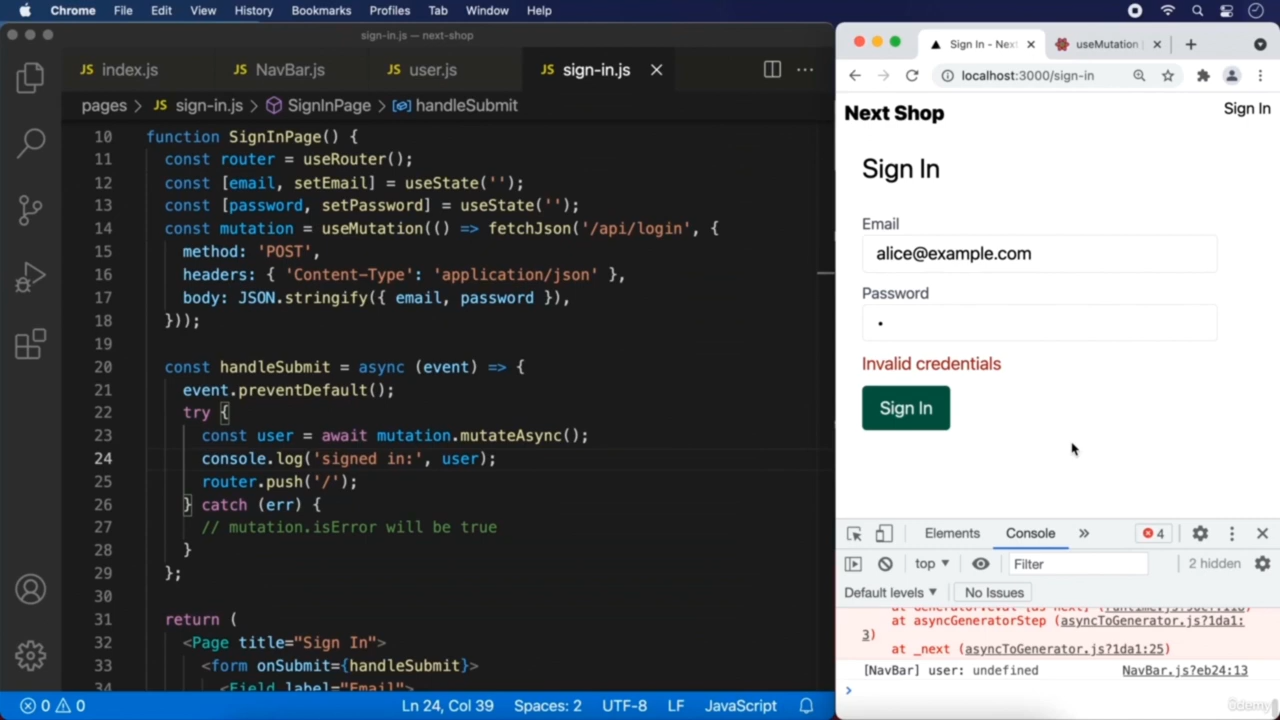 Chrome File Edit View History Bookmarks Profiles Tab Window Help
sign-in.js — next-shop
JS index.js JS NavBar.js JS user.js JS sign-in.js
pages > JS sign-in.js > SignInPage > handleSubmit
10 function SignInPage() {
11 const router = useRouter();
12 const [email, setEmail] = useState('');
13 const [password, setPassword] = useState('');
14 const mutation = useMutation(() => fetchJson('/api/login', {
15 method: 'POST',
16 headers: { 'Content-Type': 'application/json' },
17 body: JSON.stringify({ email, password }),
18 }));
19
20 const handleSubmit = async (event) => {
21 event.preventDefault();
22 try {
23 const user = await mutation.mutateAsync();
24 console.log('signed in:', user);
25 router.push('/');
26 } catch (err) {
27 // mutation.isError will be true
28 }
29 };
30
31 return (
32 <Page title="Sign In">
33 <form onSubmit={handleSubmit}>
34 <Field label="Email">
0 0 Ln 24, Col 39 Spaces: 2 UTF-8 LF JavaScript
Sign In - Next useMutation
localhost:3000/sign-in
Next Shop Sign In
Sign In
Email
alice@example.com
Password
•
Invalid credentials
Sign In
Elements Console » 4
top Filter 2 hidden
Default levels No Issues
at asyncGeneratorStep (asyncToGenerator.js?1da1:
3)
at _next (asyncToGenerator.js?1da1:25)
[NavBar] user: undefined NavBar.js?eb24:13
>
ûdemy